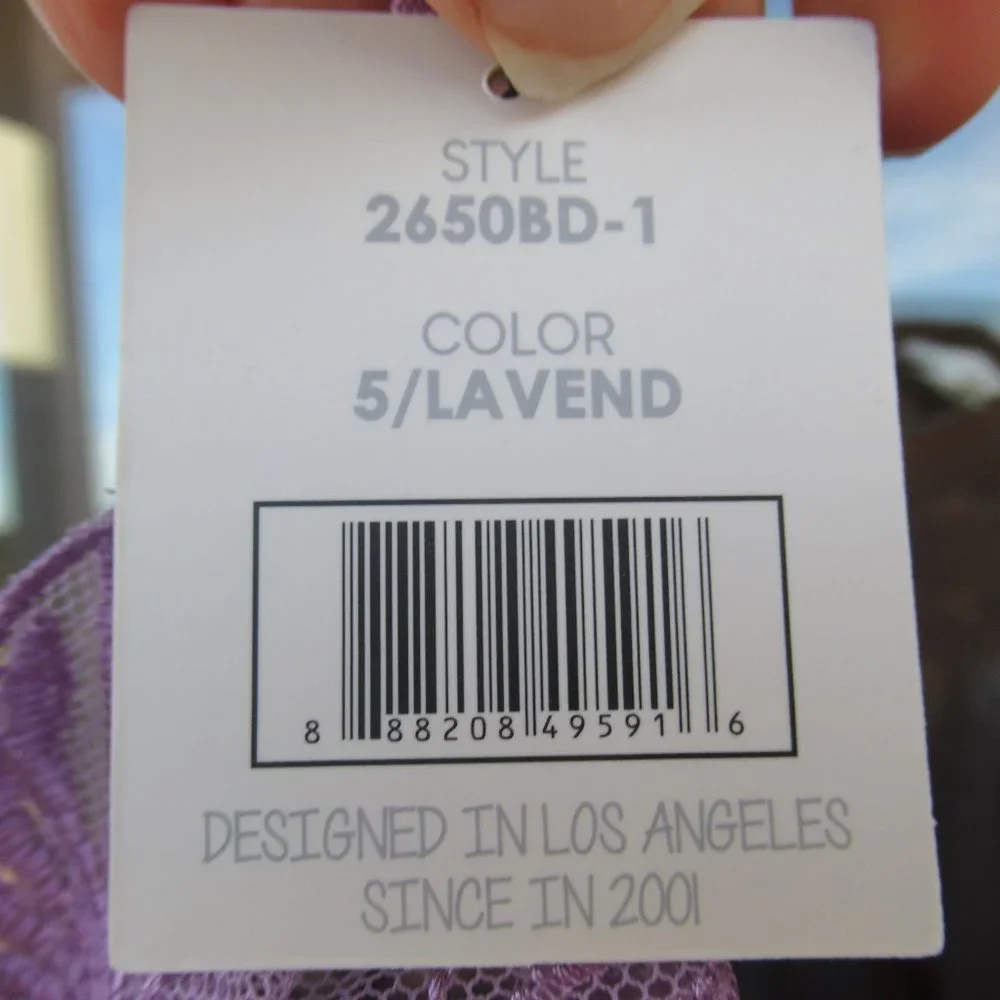 STYLE
2650BD-1
COLOR
5/LAVEND
8 88208 49591 6
DESIGNED IN LOS ANGELES
SINCE IN 2001